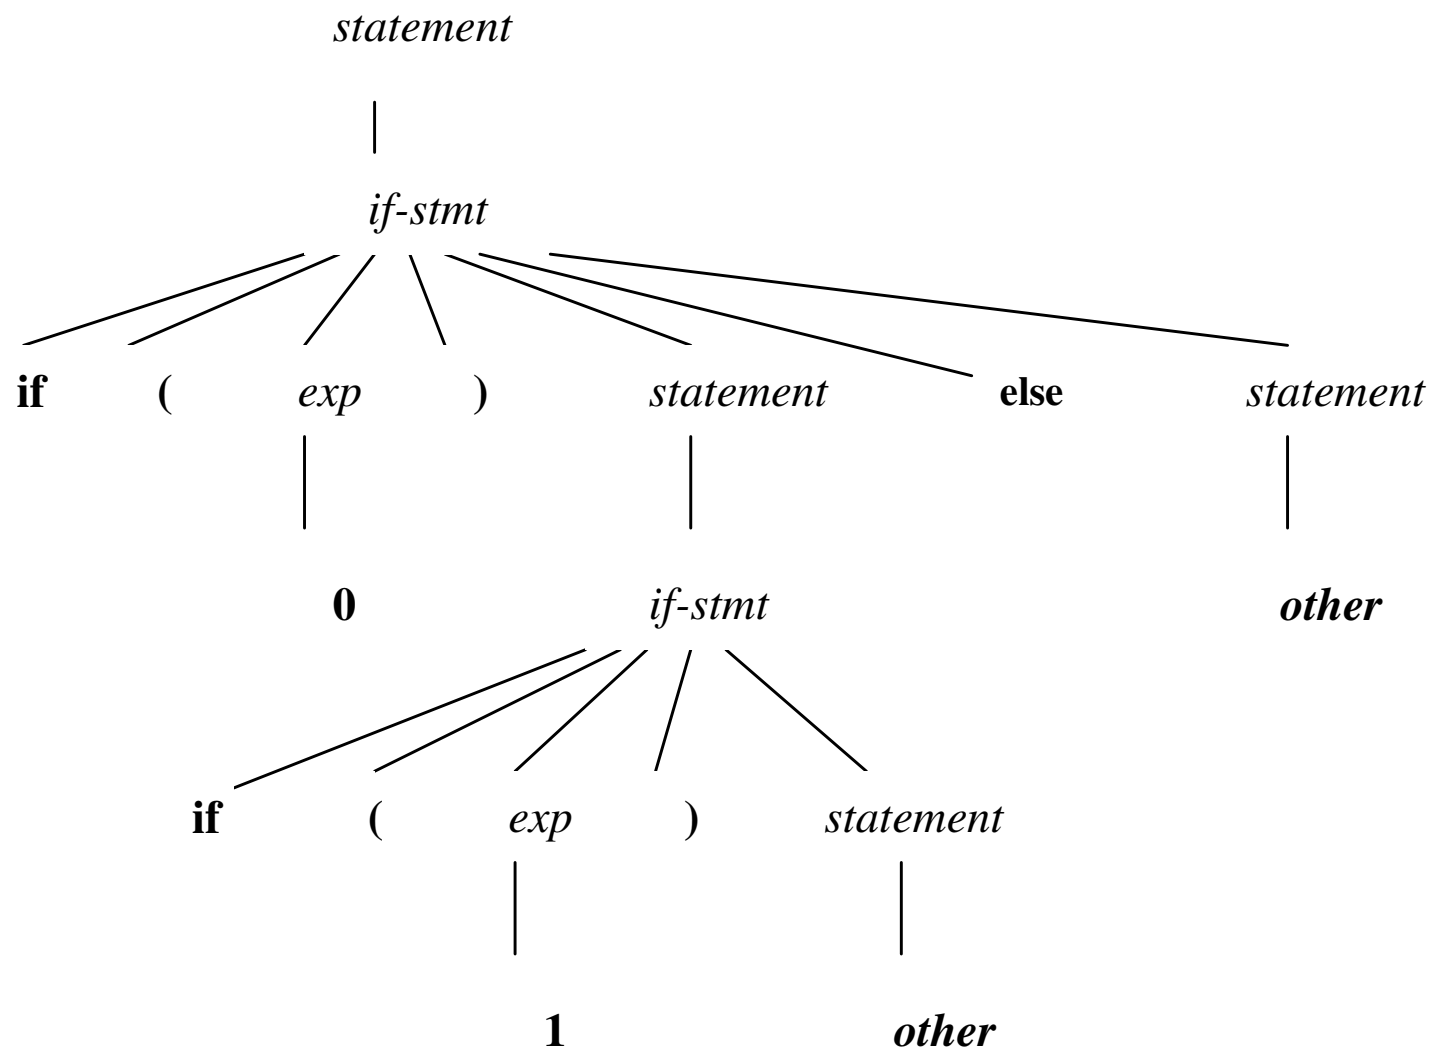 statement
if-stmt
if ( exp ) statement else statement
0 if-stmt other
if ( exp ) statement
1 other